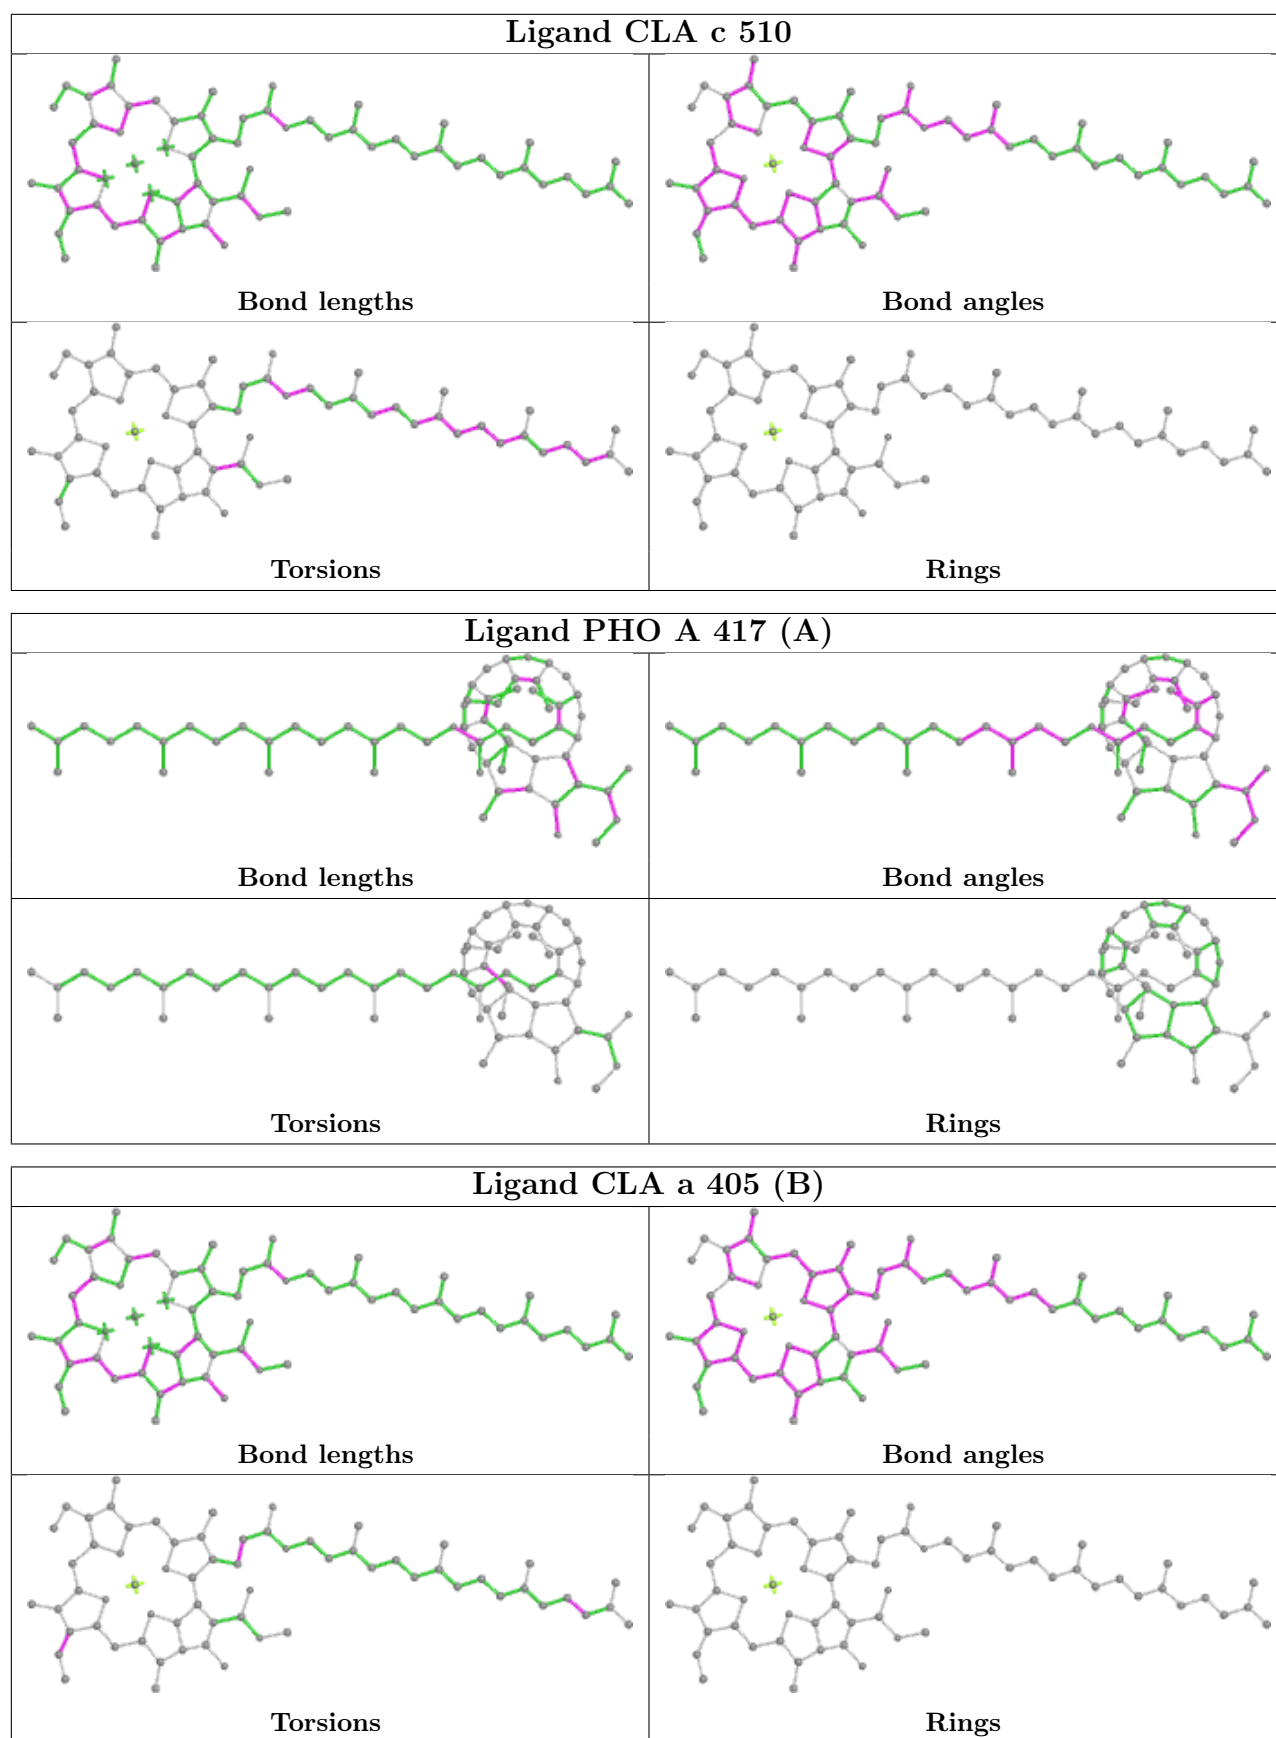 Ligand CLA c 510
Bond lengths
Bond angles
Torsions
Rings
Ligand PHO A 417 (A)
Bond lengths
Bond angles
Torsions
Rings
Ligand CLA a 405 (B)
Bond lengths
Bond angles
Torsions
Rings